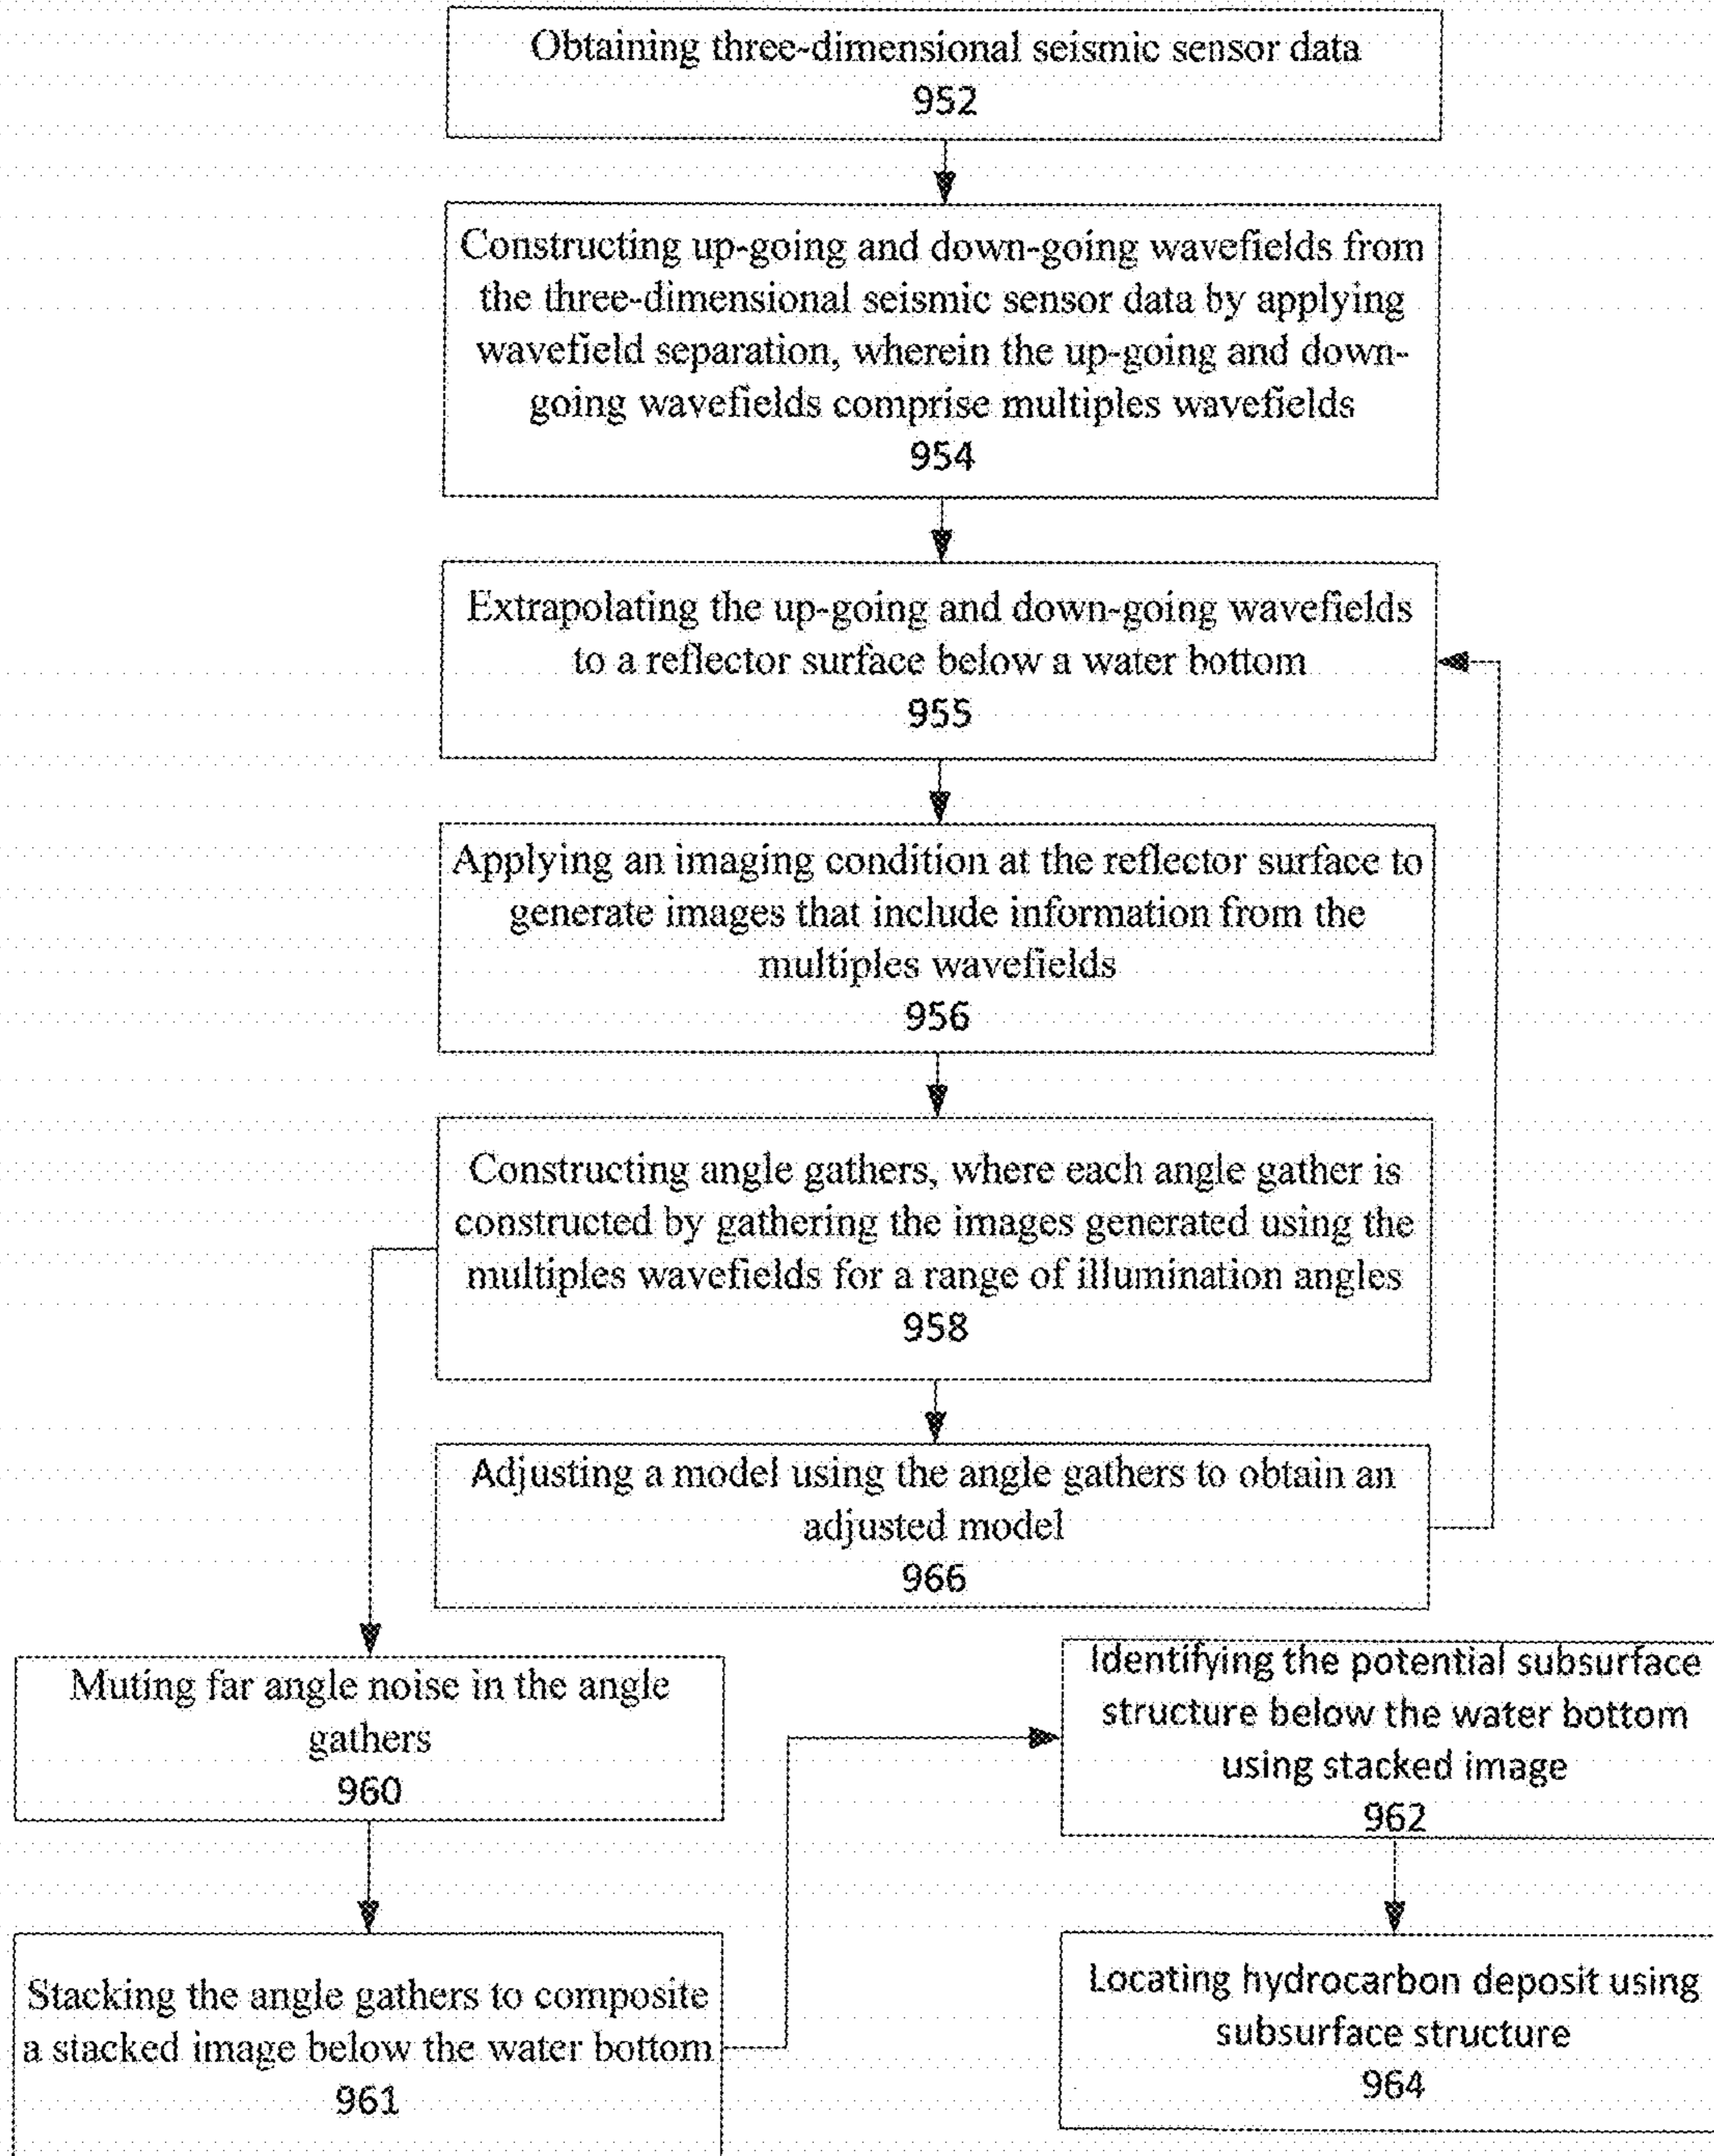 Obtaining three-dimensional seismic sensor data
952
Constructing up-going and down-going wavefields from
the three-dimensional seismic sensor data by applying
wavefield separation, wherein the up-going and down-
going wavefields comprise multiples wavefields
954
Extrapolating the up-going and down-going wavefields
to a reflector surface below a water bottom
955
Applying an imaging condition at the reflector surface to
generate images that include information from the
multiples wavefields
956
Constructing angle gathers, where each angle gather is
constructed by gathering the images generated using the
multiples wavefields for a range of illumination angles
958
Adjusting a model using the angle gathers to obtain an
adjusted model
966
Muting far angle noise in the angle
gathers
960
Stacking the angle gathers to composite
a stacked image below the water bottom
961
Identifying the potential subsurface
structure below the water bottom
using stacked image
962
Locating hydrocarbon deposit using
subsurface structure
964